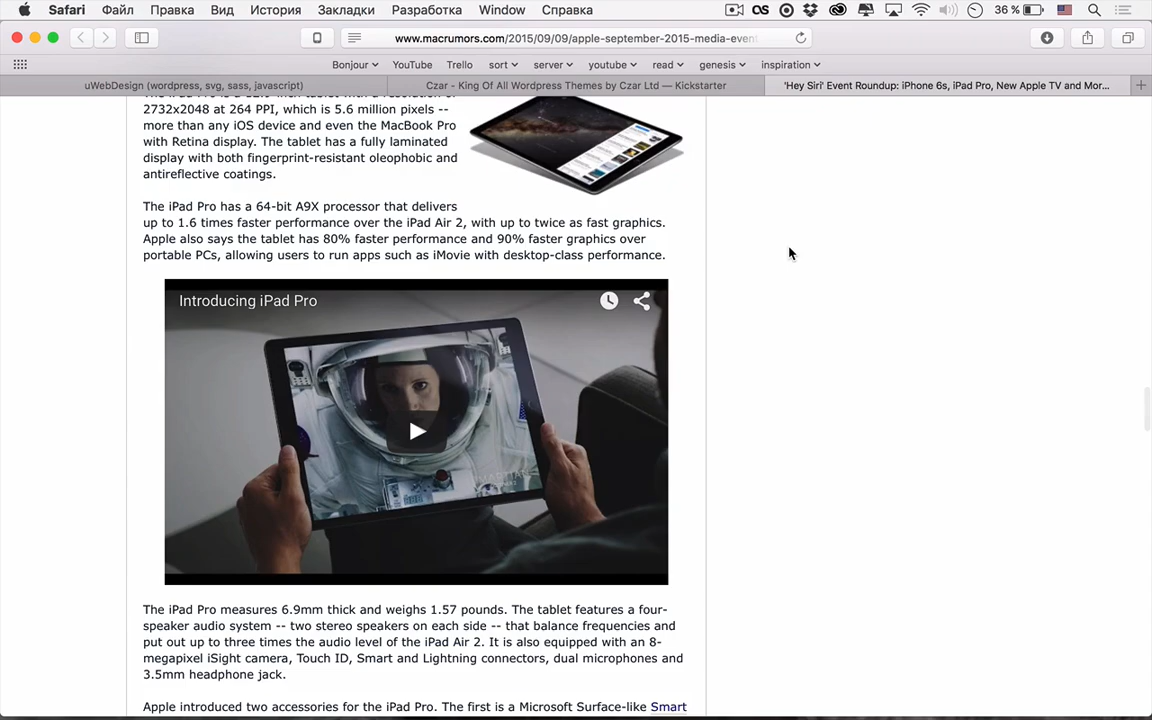 Safari Файл Правка Вид История Закладки Разработка Window Справка 36 %
www.macrumors.com/2015/09/09/apple-september-2015-media-event
Bonjour YouTube Trello sort server youtube read genesis inspiration
uWebDesign (wordpress, svg, sass, javascript) Czar - King Of All Wordpress Themes by Czar Ltd — Kickstarter 'Hey Siri' Event Roundup: iPhone 6s, iPad Pro, New Apple TV and Mor...
2732x2048 at 264 PPI, which is 5.6 million pixels --
more than any iOS device and even the MacBook Pro
with Retina display. The tablet has a fully laminated
display with both fingerprint-resistant oleophobic and
antireflective coatings.
The iPad Pro has a 64-bit A9X processor that delivers
up to 1.6 times faster performance over the iPad Air 2, with up to twice as fast graphics.
Apple also says the tablet has 80% faster performance and 90% faster graphics over
portable PCs, allowing users to run apps such as iMovie with desktop-class performance.
Introducing iPad Pro
The iPad Pro measures 6.9mm thick and weighs 1.57 pounds. The tablet features a four-
speaker audio system -- two stereo speakers on each side -- that balance frequencies and
put out up to three times the audio level of the iPad Air 2. It is also equipped with an 8-
megapixel iSight camera, Touch ID, Smart and Lightning connectors, dual microphones and
3.5mm headphone jack.
Apple introduced two accessories for the iPad Pro. The first is a Microsoft Surface-like Smart